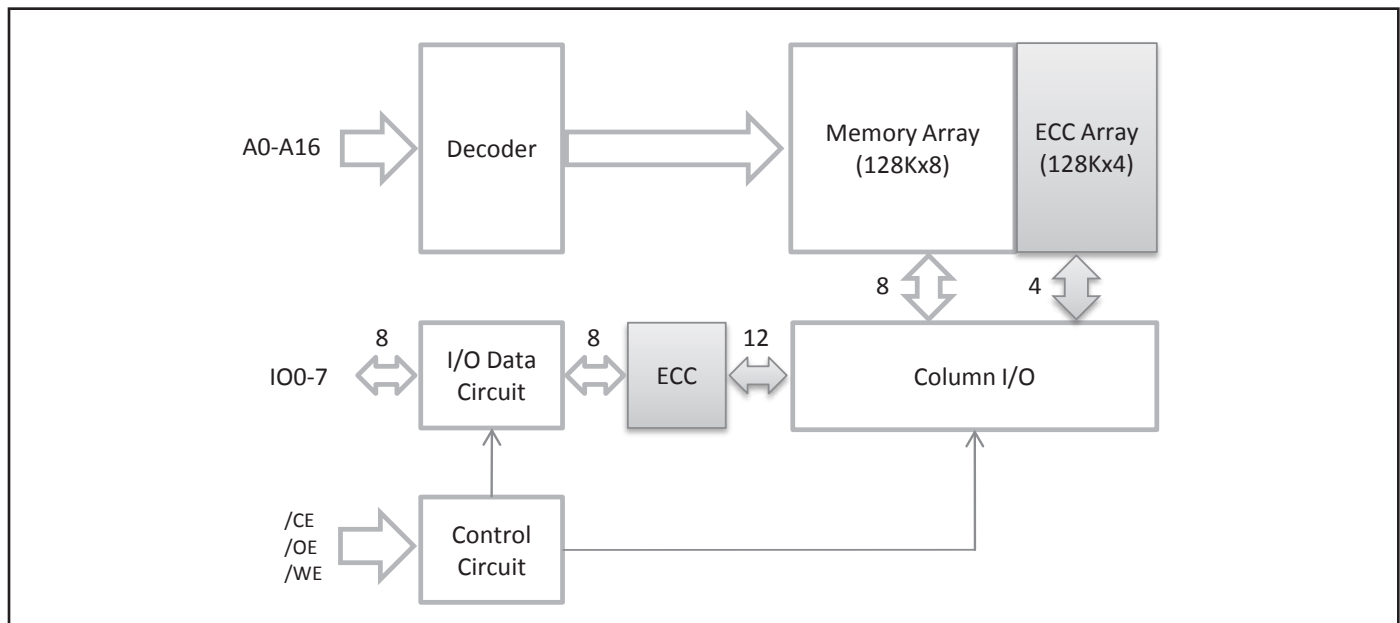 A0-A16
Decoder
Memory Array
(128Kx8)
ECC Array
(128Kx4)
8
4
IO0-7
8
I/O Data
Circuit
8
ECC
12
Column I/O
/CE
/OE
/WE
Control
Circuit